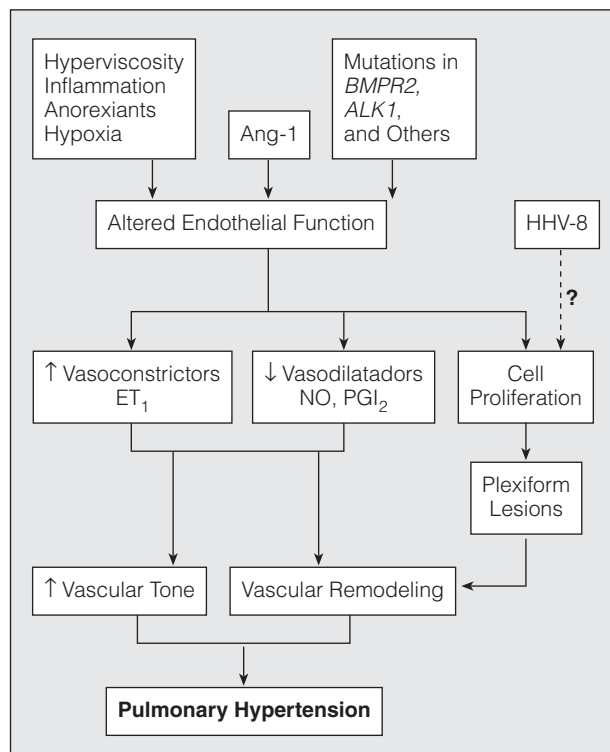 Hyperviscosity
Inflammation
Anorexiants
Hypoxia
Ang-1
Mutations in
BMPR2,
ALK1,
and Others
Altered Endothelial Function
HHV-8
?
↑ Vasoconstrictors
ET1
↓ Vasodilatadors
NO, PGI2
Cell
Proliferation
Plexiform
Lesions
↑ Vascular Tone
Vascular Remodeling
Pulmonary Hypertension